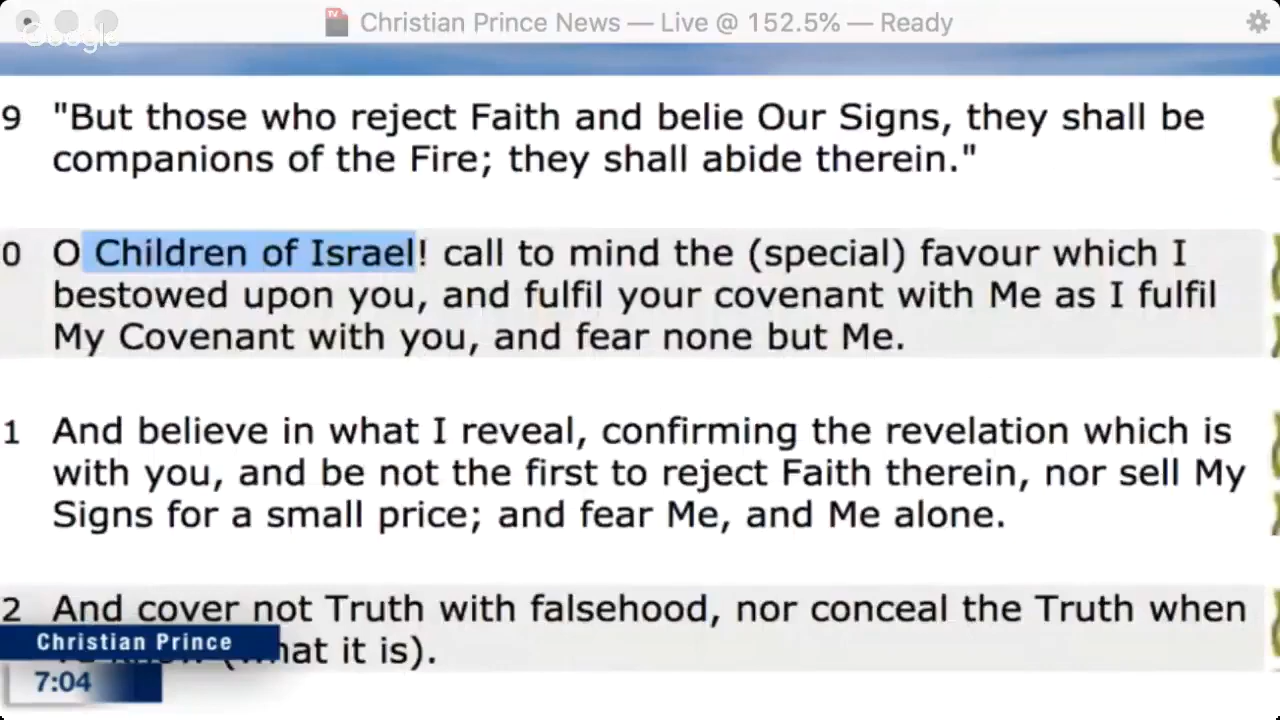 Christian Prince News — Live @ 152.5% — Ready
Google
9 "But those who reject Faith and belie Our Signs, they shall be
companions of the Fire; they shall abide therein."
0 O Children of Israel! call to mind the (special) favour which I
bestowed upon you, and fulfil your covenant with Me as I fulfil
My Covenant with you, and fear none but Me.
1 And believe in what I reveal, confirming the revelation which is
with you, and be not the first to reject Faith therein, nor sell My
Signs for a small price; and fear Me, and Me alone.
2 And cover not Truth with falsehood, nor conceal the Truth when
it is).
Christian Prince
7:04